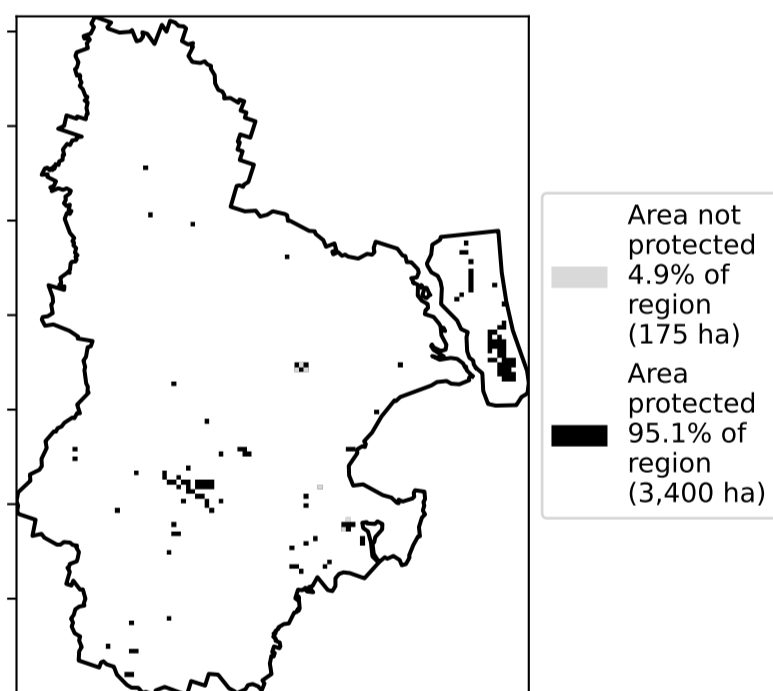 Area not
protected
4.9% of
region
(175 ha)
Area
protected
95.1% of
region
(3,400 ha)